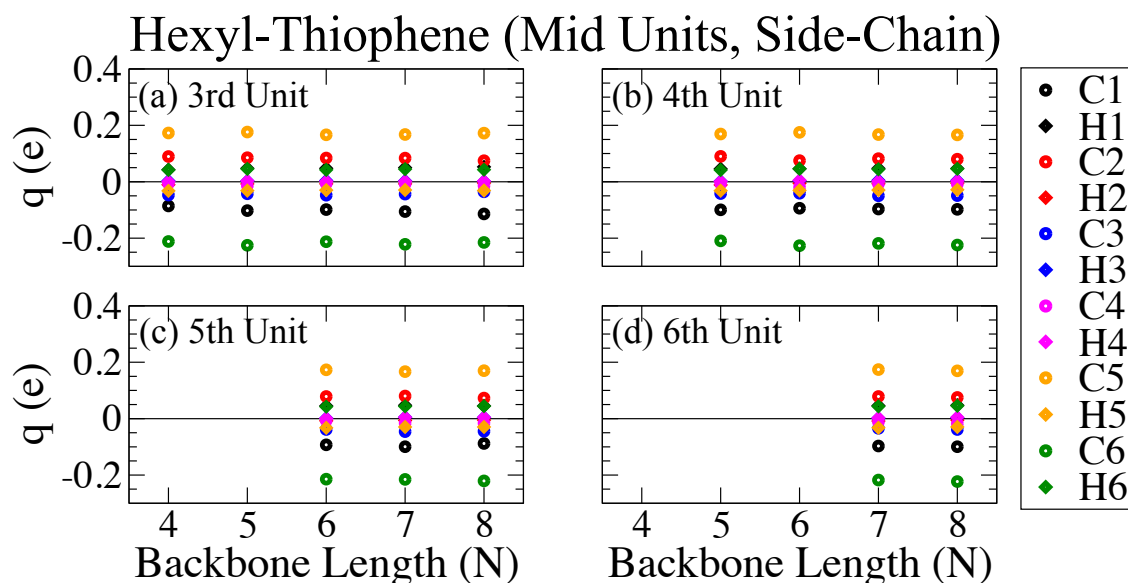 Hexyl-Thiophene (Mid Units, Side-Chain)
(a) 3rd Unit
(b) 4th Unit
(c) 5th Unit
(d) 6th Unit
q (e)
0.4
0.2
0
-0.2
q (e)
0.4
0.2
0
-0.2
4 5 6 7 8
4 5 6 7 8
Backbone Length (N)
Backbone Length (N)
C1
H1
C2
H2
C3
H3
C4
H4
C5
H5
C6
H6